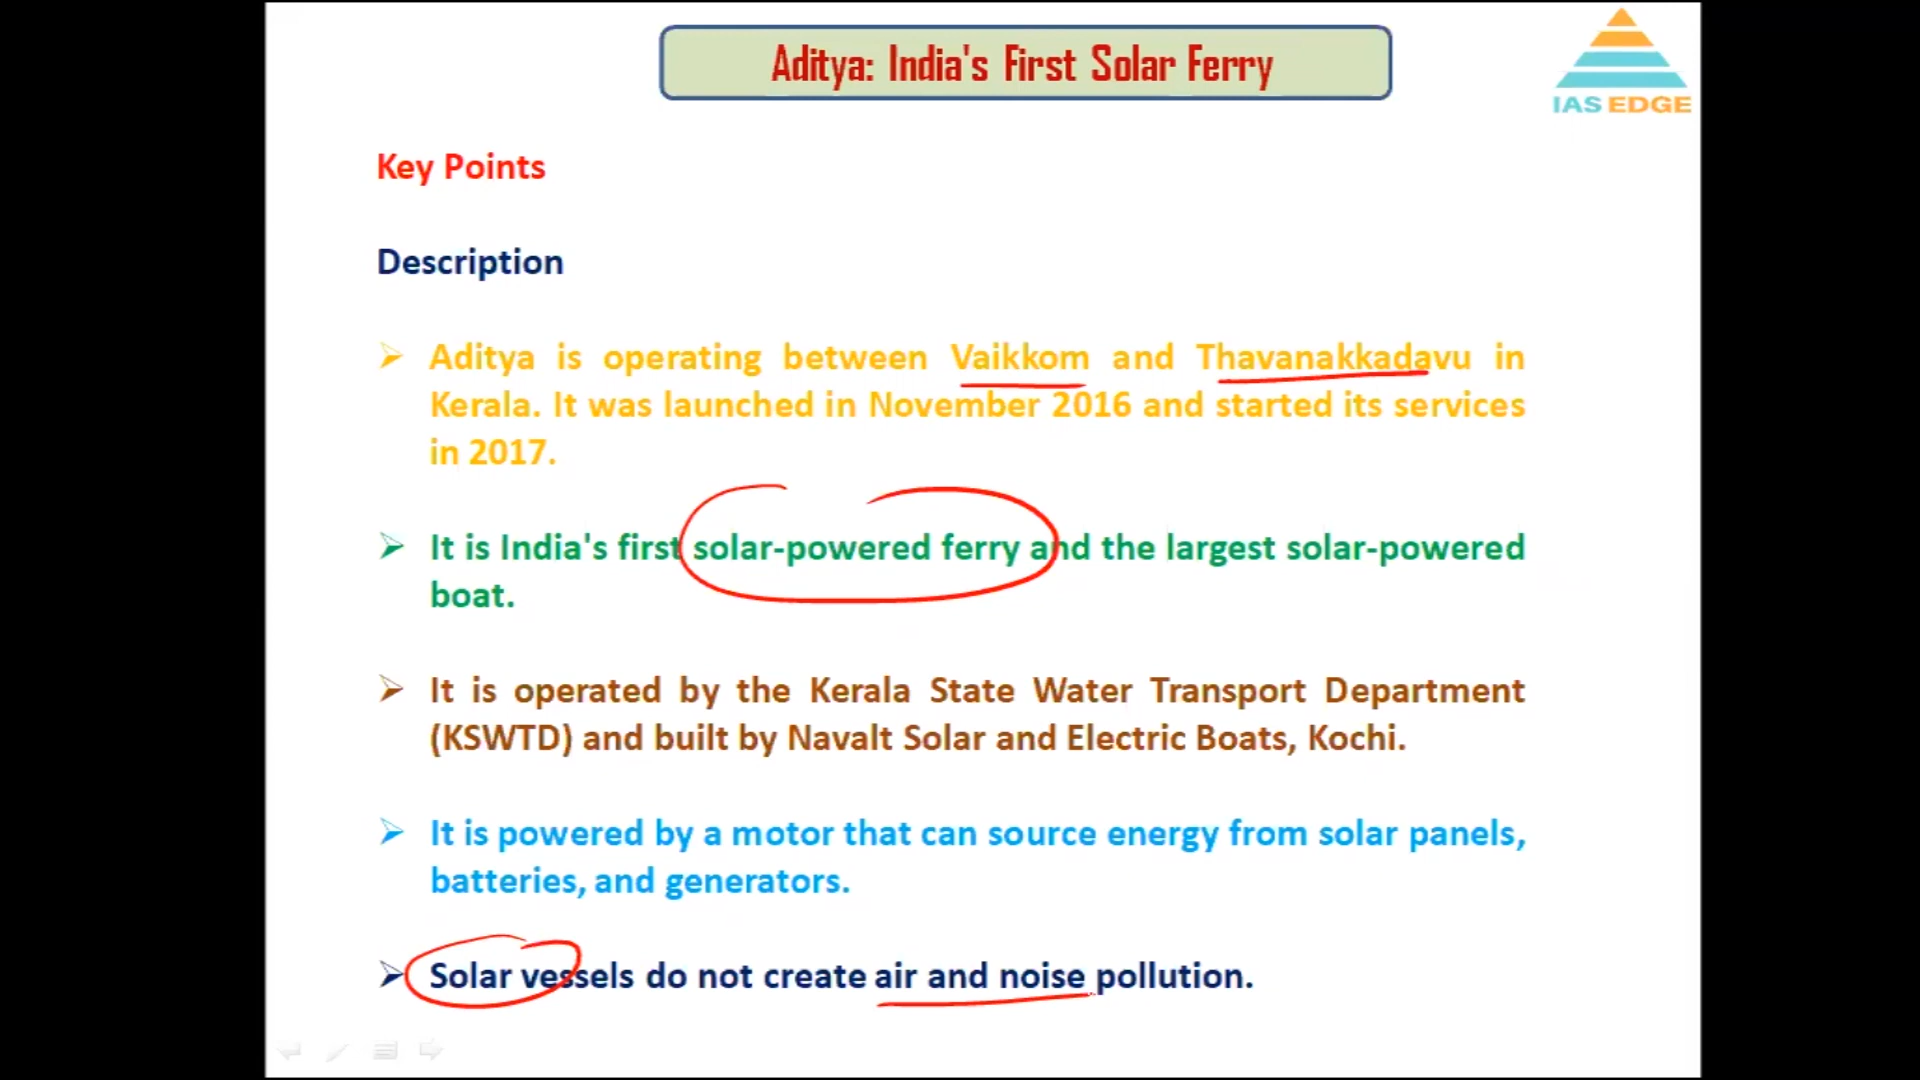 Aditya: India's First Solar Ferry
IAS EDGE
Key Points
Description
Aditya is operating between Vaikkom and Thavanakkadavu in
Kerala. It was launched in November 2016 and started its services
in 2017.
It is India's first solar-powered ferry and the largest solar-powered
boat.
It is operated by the Kerala State Water Transport Department
(KSWTD) and built by Navalt Solar and Electric Boats, Kochi.
It is powered by a motor that can source energy from solar panels,
batteries, and generators.
Solar vessels do not create air and noise pollution.